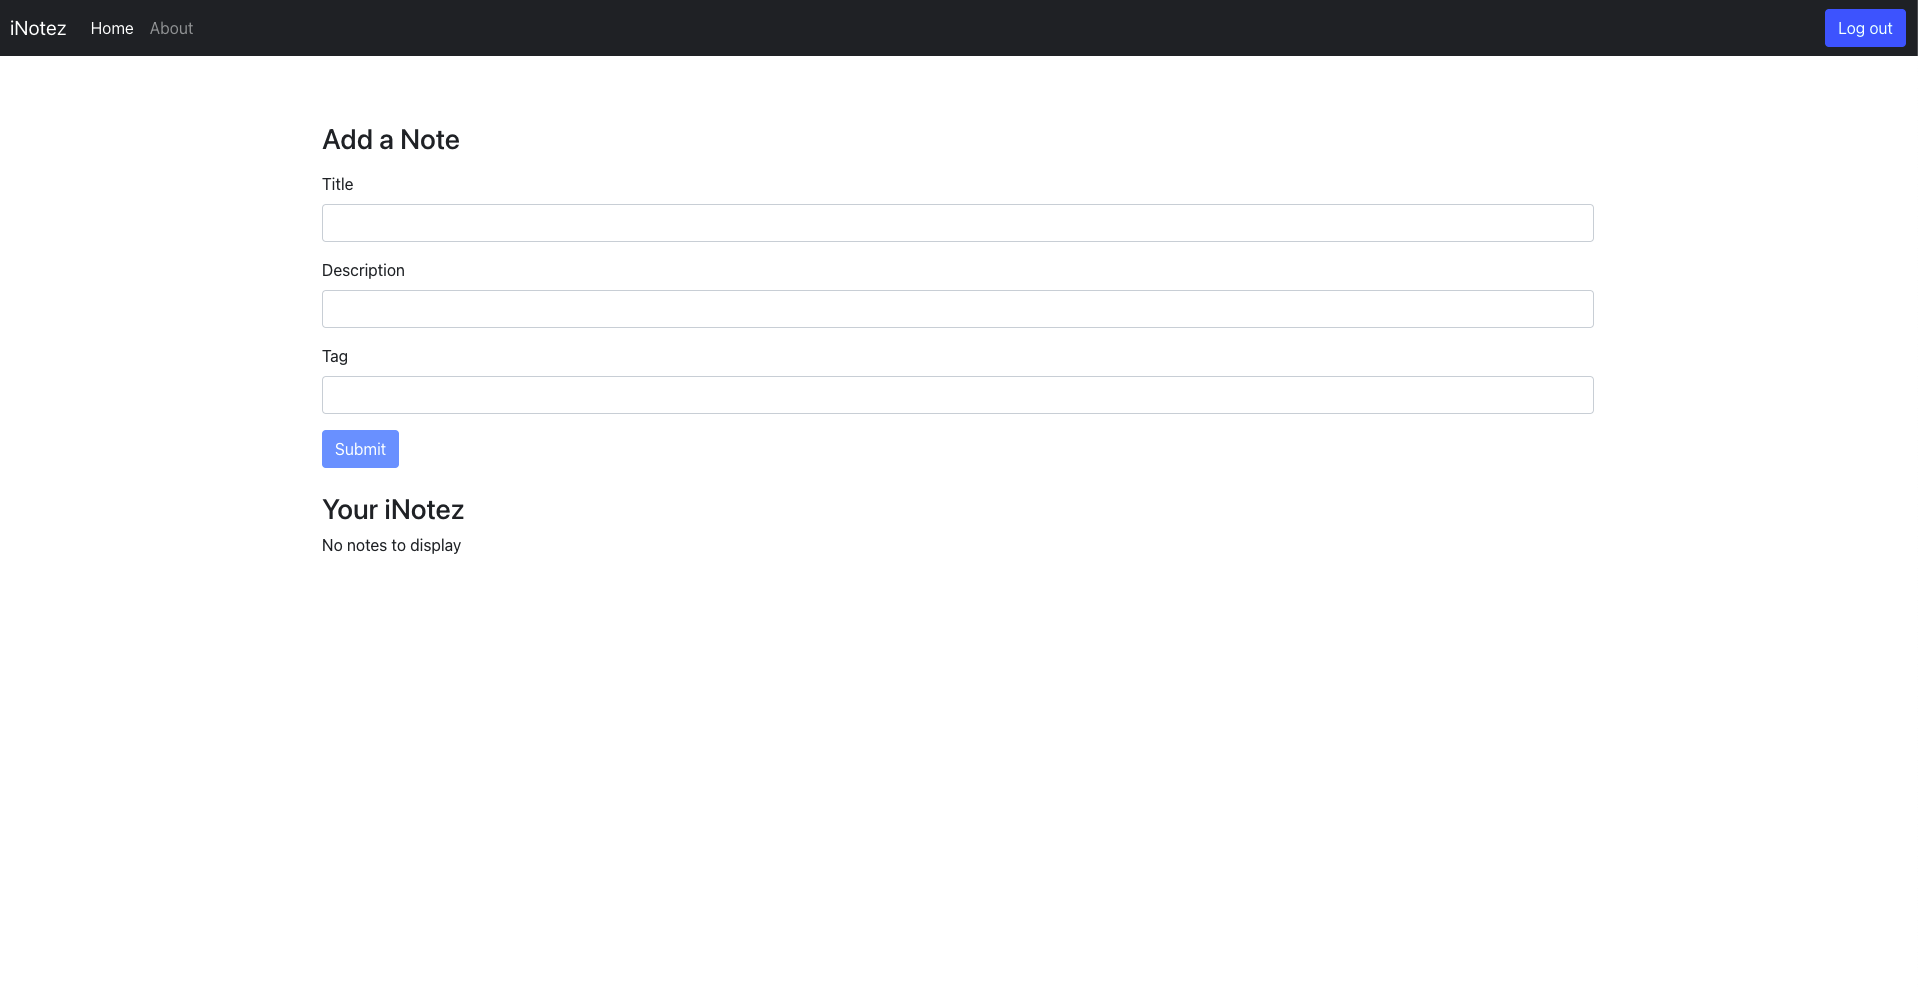 iNotez Home About Log out
Add a Note
Title
Description
Tag
Submit
Your iNotez
No notes to display